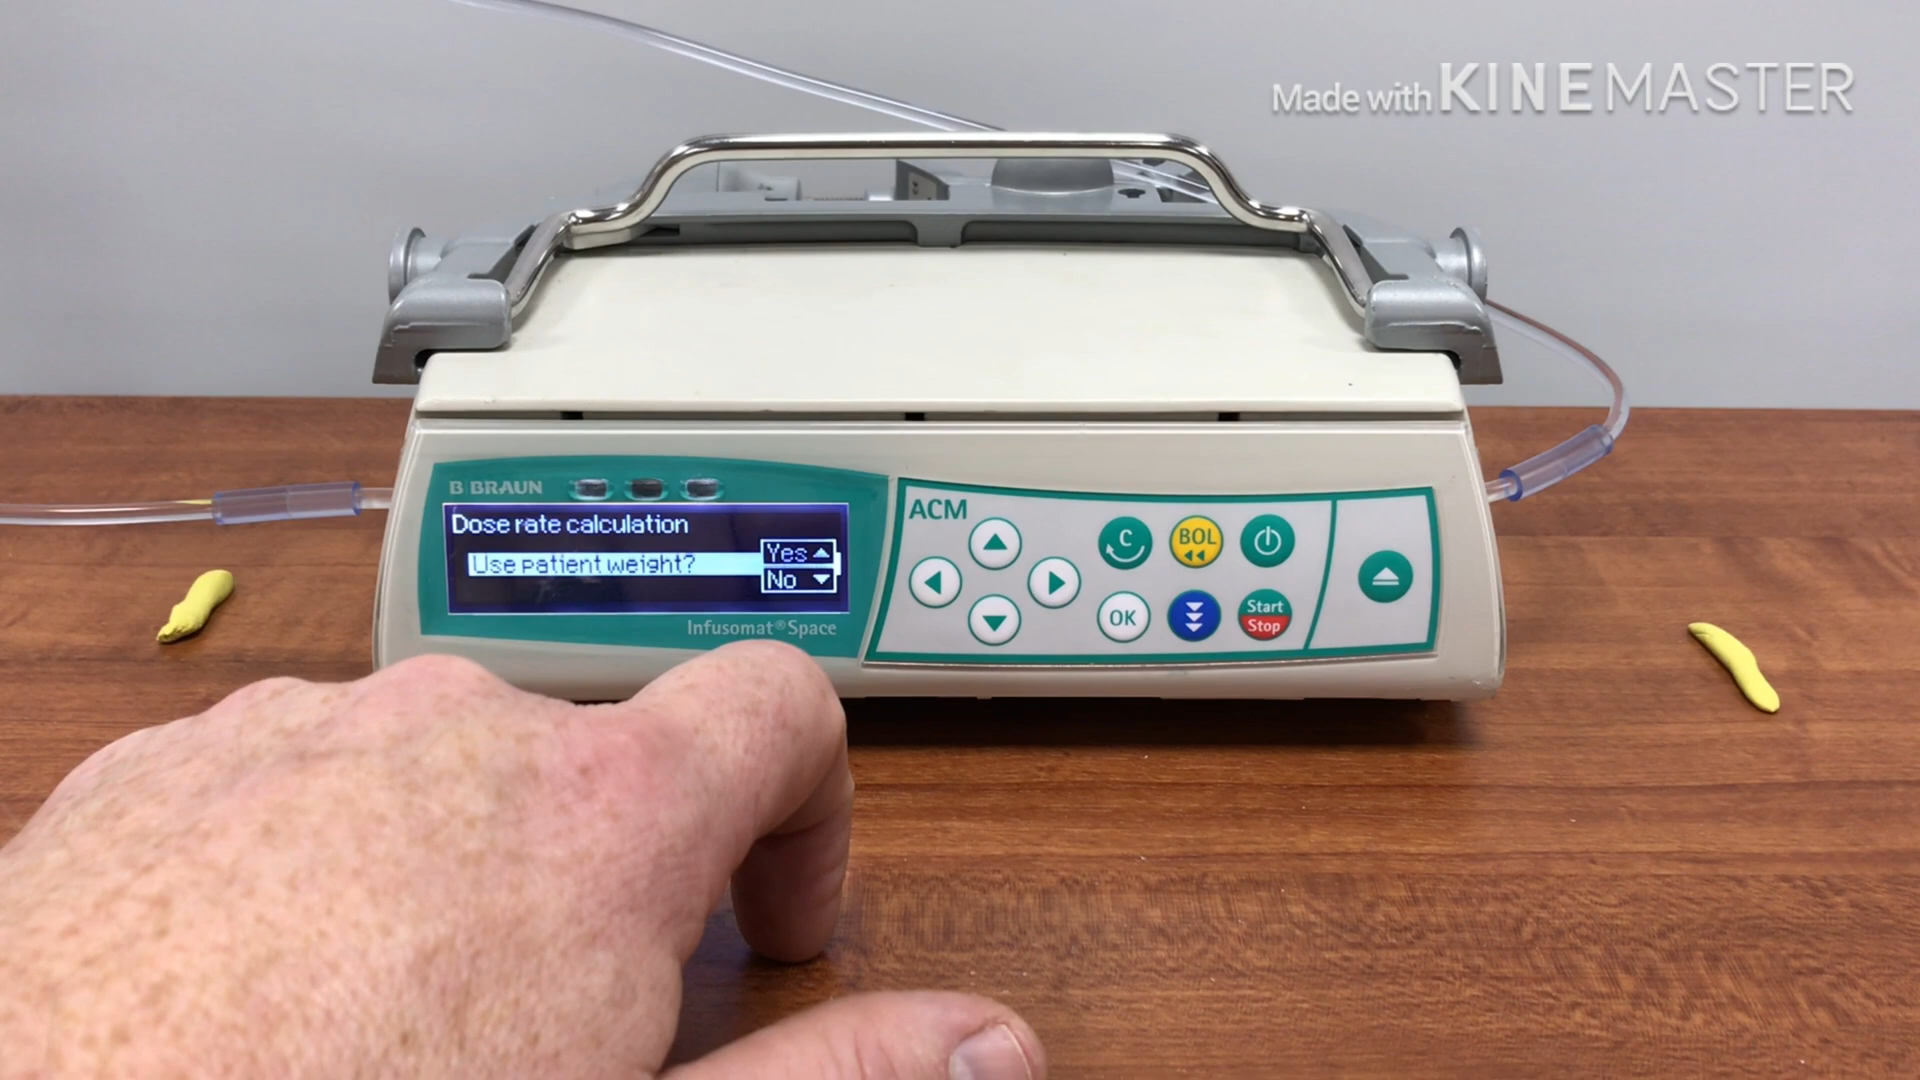 Made with KINEMASTER
B BRAUN
Dose rate calculation
Use patient weight?
Yes
No
Infusomat® Space
ACM
C
BOL
OK
Start
Stop